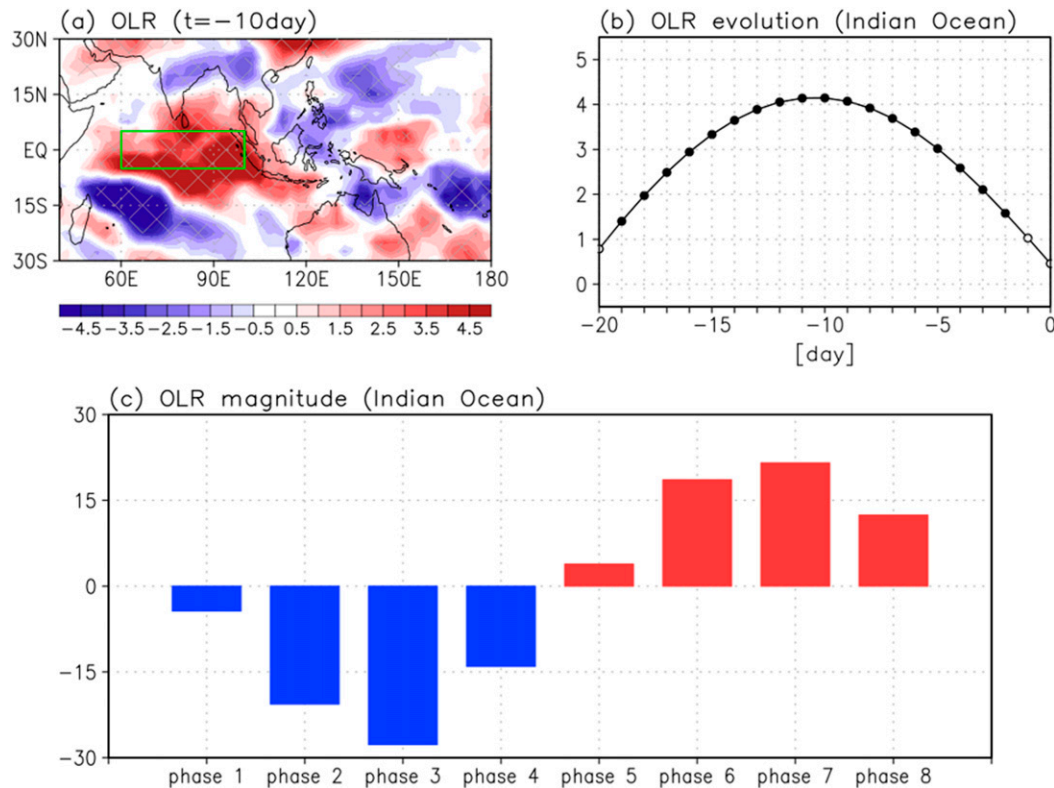 (a) OLR (t=−10day)
30N
15N
EQ
15S
30S
60E 90E 120E 150E 180
−4.5 −3.5 −2.5 −1.5 −0.5 0.5 1.5 2.5 3.5 4.5
(b) OLR evolution (Indian Ocean)
5
4
3
2
1
0
−20 −15 −10 −5 0
[day]
(c) OLR magnitude (Indian Ocean)
30
15
0
−15
−30
phase 1 phase 2 phase 3 phase 4 phase 5 phase 6 phase 7 phase 8